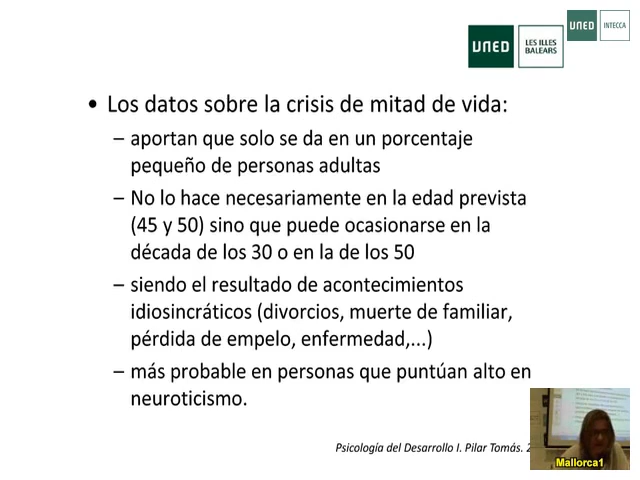 UNED INTECCA
UNED LES ILLES BALEARS
• Los datos sobre la crisis de mitad de vida:
– aportan que solo se da en un porcentaje
pequeño de personas adultas
– No lo hace necesariamente en la edad prevista
(45 y 50) sino que puede ocasionarse en la
década de los 30 o en la de los 50
– siendo el resultado de acontecimientos
idiosincráticos (divorcios, muerte de familiar,
pérdida de empelo, enfermedad,...)
– más probable en personas que puntúan alto en
neuroticismo.
Psicología del Desarrollo I. Pilar Tomás. 2
Mallorca1